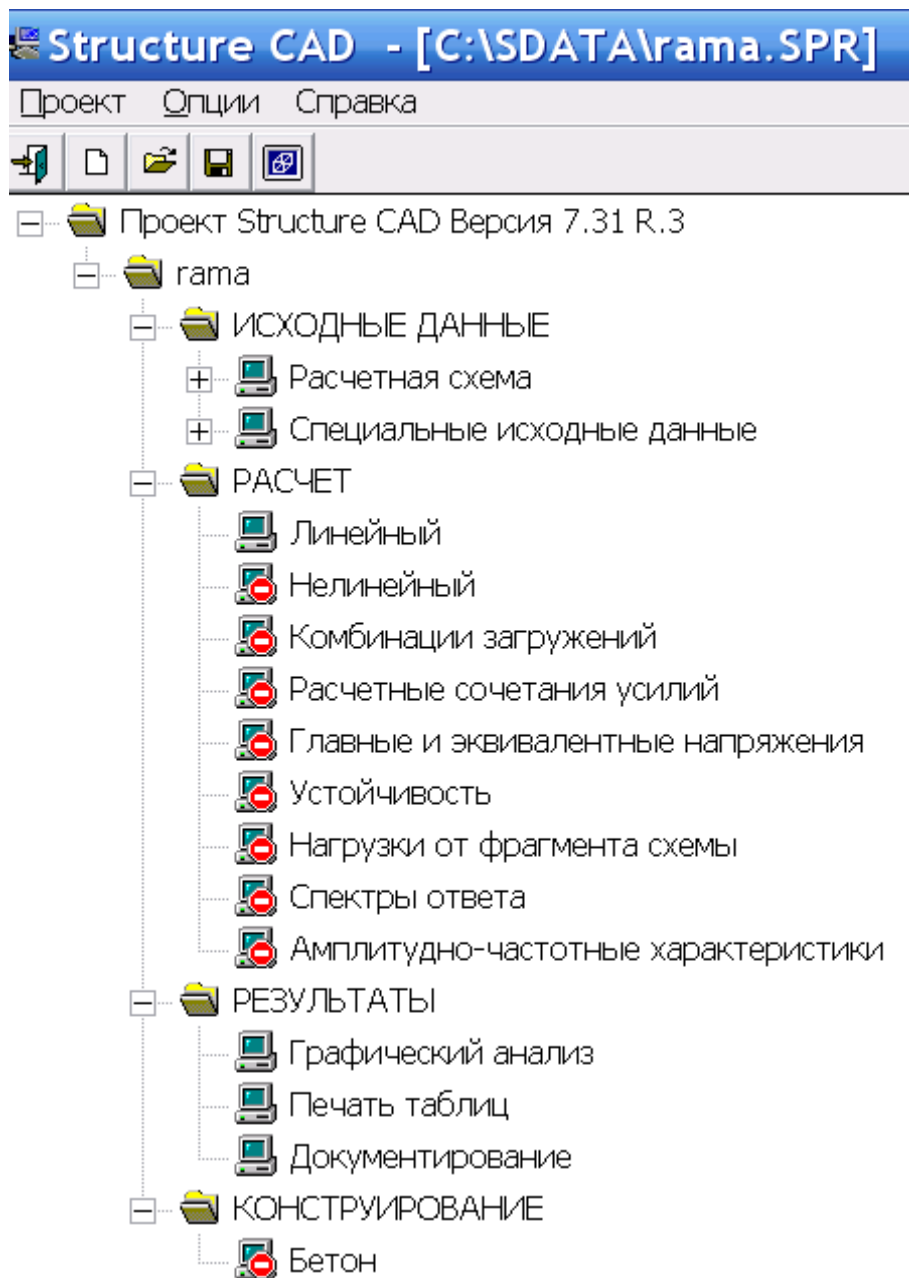 Structure CAD - [C:\SDATA\rama.SPR]
Проект Опции Справка
Проект Structure CAD Версия 7.31 R.3
rama
ИСХОДНЫЕ ДАННЫЕ
Расчетная схема
Специальные исходные данные
РАСЧЕТ
Линейный
Нелинейный
Комбинации загружений
Расчетные сочетания усилий
Главные и эквивалентные напряжения
Устойчивость
Нагрузки от фрагмента схемы
Спектры ответа
Амплитудно-частотные характеристики
РЕЗУЛЬТАТЫ
Графический анализ
Печать таблиц
Документирование
КОНСТРУИРОВАНИЕ
Бетон